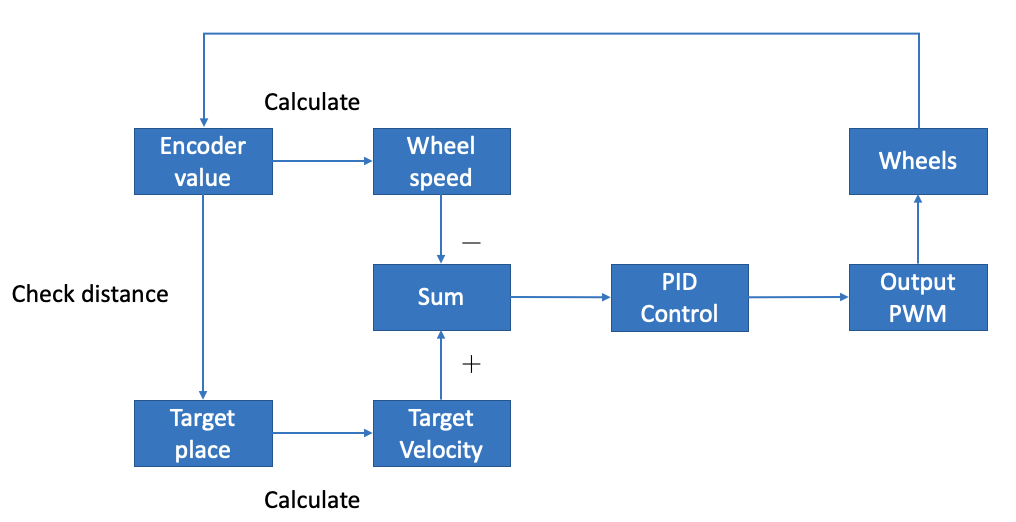 Calculate
Encoder
value
Wheel
speed
Wheels
—
Check distance
Sum
PID
Control
Output
PWM
+
Target
place
Target
Velocity
Calculate